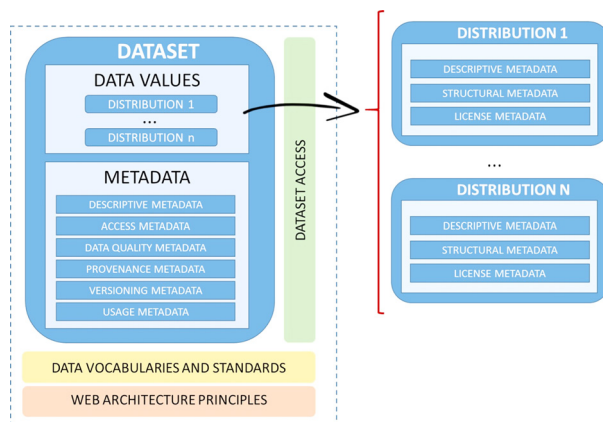 DATASET
DATA VALUES
DISTRIBUTION 1
...
DISTRIBUTION n
METADATA
DESCRIPTIVE METADATA
ACCESS METADATA
DATA QUALITY METADATA
PROVENANCE METADATA
VERSIONING METADATA
USAGE METADATA
DATASET ACCESS
DATA VOCABULARIES AND STANDARDS
WEB ARCHITECTURE PRINCIPLES
DISTRIBUTION 1
DESCRIPTIVE METADATA
STRUCTURAL METADATA
LICENSE METADATA
...
DISTRIBUTION N
DESCRIPTIVE METADATA
STRUCTURAL METADATA
LICENSE METADATA